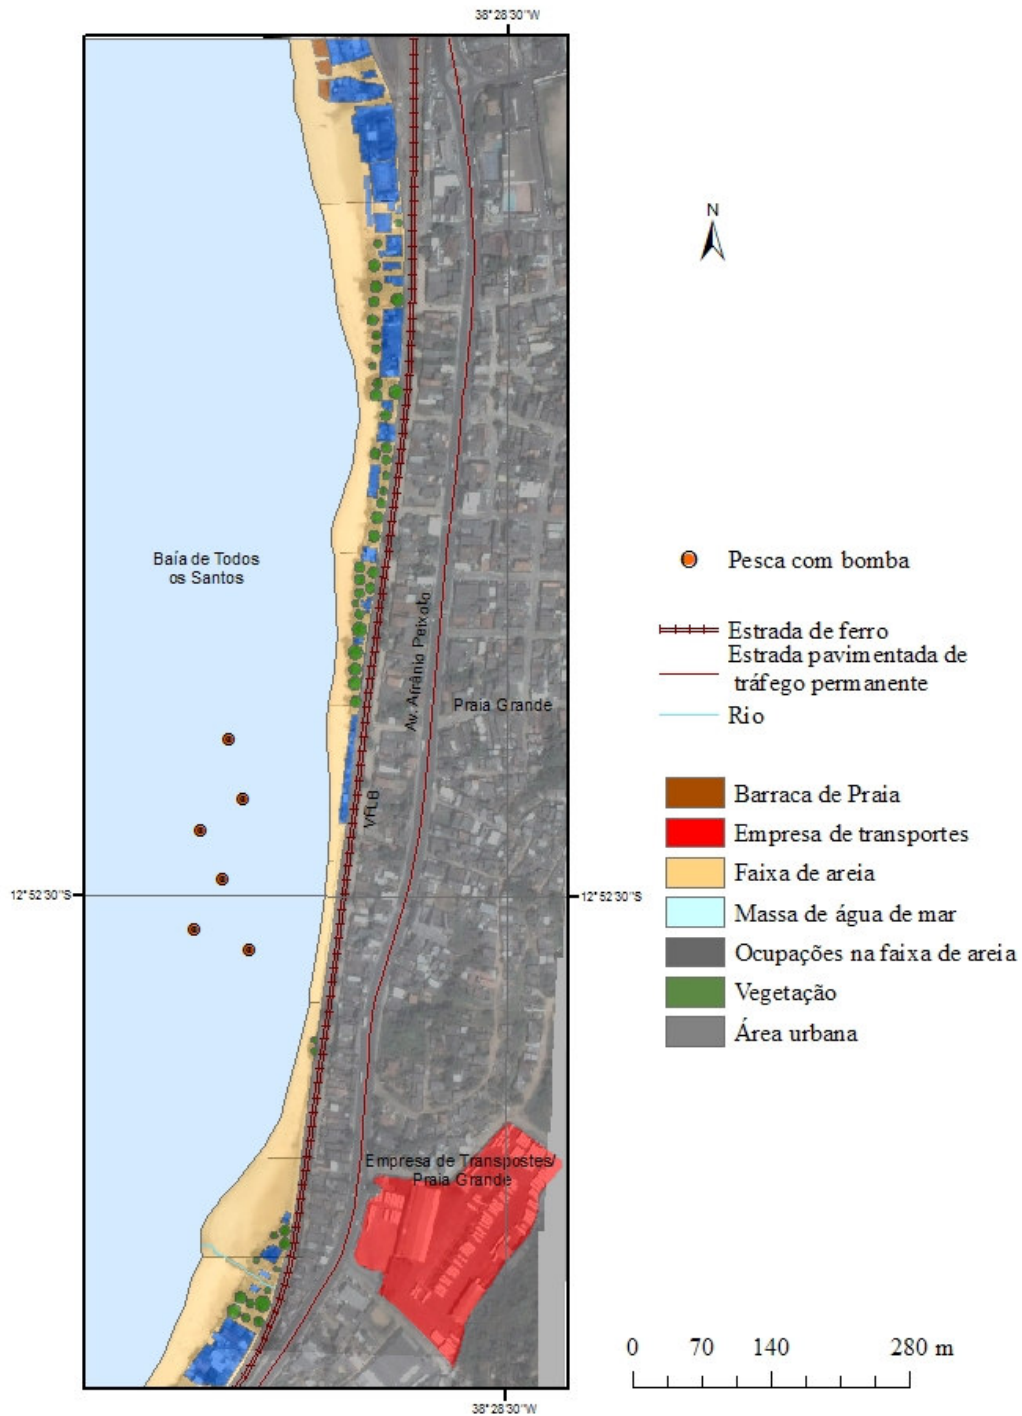 38°28'30"W
N
Baía de Todos
os Santos
Av. Afrânio Peixoto
Praia Grande
VFLB
12°52'30"S
12°52'30"S
Empresa de Transpostes/
Praia Grande
38°28'30"W
Pesca com bomba
Estrada de ferro
Estrada pavimentada de
tráfego permanente
Rio
Barraca de Praia
Empresa de transportes
Faixa de areia
Massa de água de mar
Ocupações na faixa de areia
Vegetação
Área urbana
0 70 140 280 m